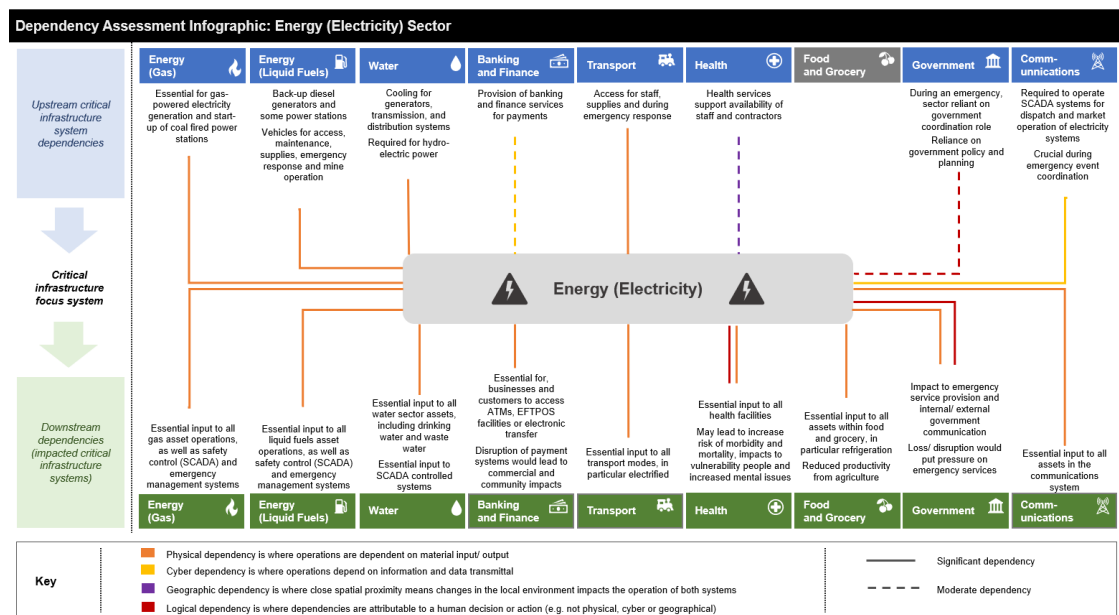 Dependency Assessment Infographic: Energy (Electricity) Sector
Energy
(Gas)
Energy
(Liquid Fuels)
Water
Banking
and Finance
Transport
Health
Food
and Grocery
Government
Comm-
unications
Upstream critical
infrastructure
system
dependencies
Essential for gas-
powered electricity
generation and start-
up of coal fired power
stations
Back-up diesel
generators and
some power stations
Vehicles for access,
maintenance,
supplies, emergency
response and mine
operation
Cooling for
generators,
transmission, and
distribution systems
Required for hydro-
electric power
Provision of banking
and finance services
for payments
Access for staff,
supplies and during
emergency response
Health services
support availability of
staff and contractors
During an emergency,
sector reliant on
government
coordination role
Reliance on
government policy and
planning
Required to operate
SCADA systems for
dispatch and market
operation of electricity
systems
Crucial during
emergency event
coordination
Critical
infrastructure
focus system
Energy (Electricity)
Downstream
dependencies
(impacted critical
infrastructure
systems)
Essential input to all
gas asset operations,
as well as safety
control (SCADA) and
emergency
management systems
Essential input to all
liquid fuels asset
operations, as well as
safety control (SCADA)
and emergency
management systems
Essential input to all
water sector assets,
including drinking
water and waste
water
Essential input to
SCADA controlled
systems
Essential for,
businesses and
customers to access
ATMs, EFTPOS
facilities or electronic
transfer
Disruption of payment
systems would lead to
commercial and
community impacts
Essential input to all
transport modes, in
particular electrified
Essential input to all
health facilities
May lead to increase
risk of morbidity and
mortality, impacts to
vulnerability people and
increased mental issues
Essential input to all
assets within food
and grocery, in
particular refrigeration
Reduced productivity
from agriculture
Impact to emergency
service provision and
internal/ external
government
communication
Loss/ disruption would
put pressure on
emergency services
Essential input to all
assets in the
communications
system
Energy
(Gas)
Energy
(Liquid Fuels)
Water
Banking
and Finance
Transport
Health
Food
and Grocery
Government
Comm-
unications
Key
Physical dependency is where operations are dependent on material input/ output
Cyber dependency is where operations depend on information and data transmittal
Geographic dependency is where close spatial proximity means changes in the local environment impacts the operation of both systems
Logical dependency is where dependencies are attributable to a human decision or action (e.g. not physical, cyber or geographical)
Significant dependency
Moderate dependency